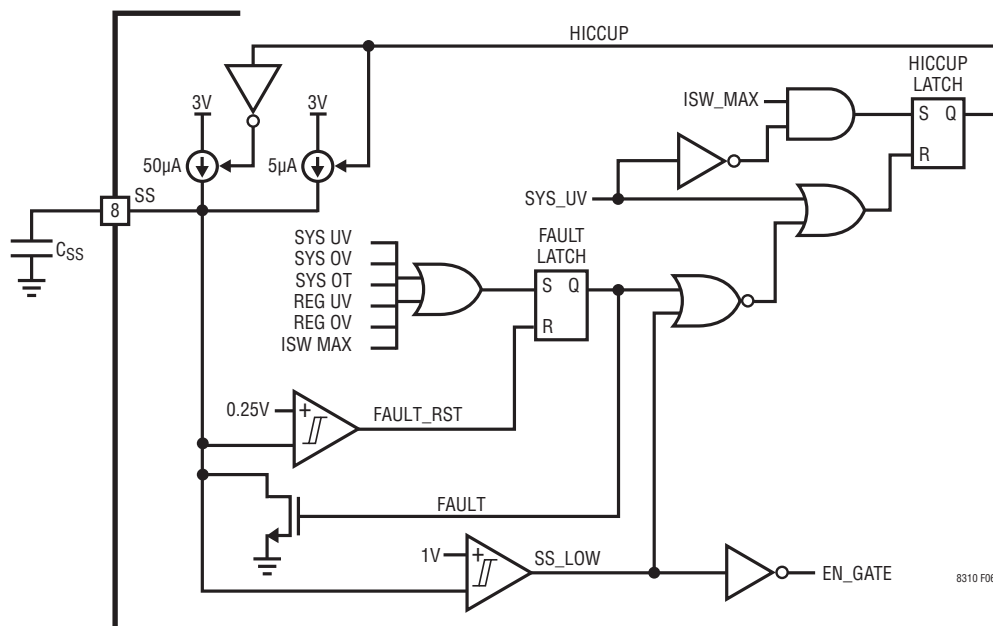 HICCUP
HICCUP
LATCH
ISW_MAX
S Q
R
3V
3V
50µA
5µA
SS
8
CSS
SYS_UV
SYS UV
SYS OV
SYS OT
REG UV
REG OV
ISW MAX
FAULT
LATCH
S Q
R
0.25V
+
FAULT_RST
FAULT
1V
+
SS_LOW
EN_GATE
8310 F06